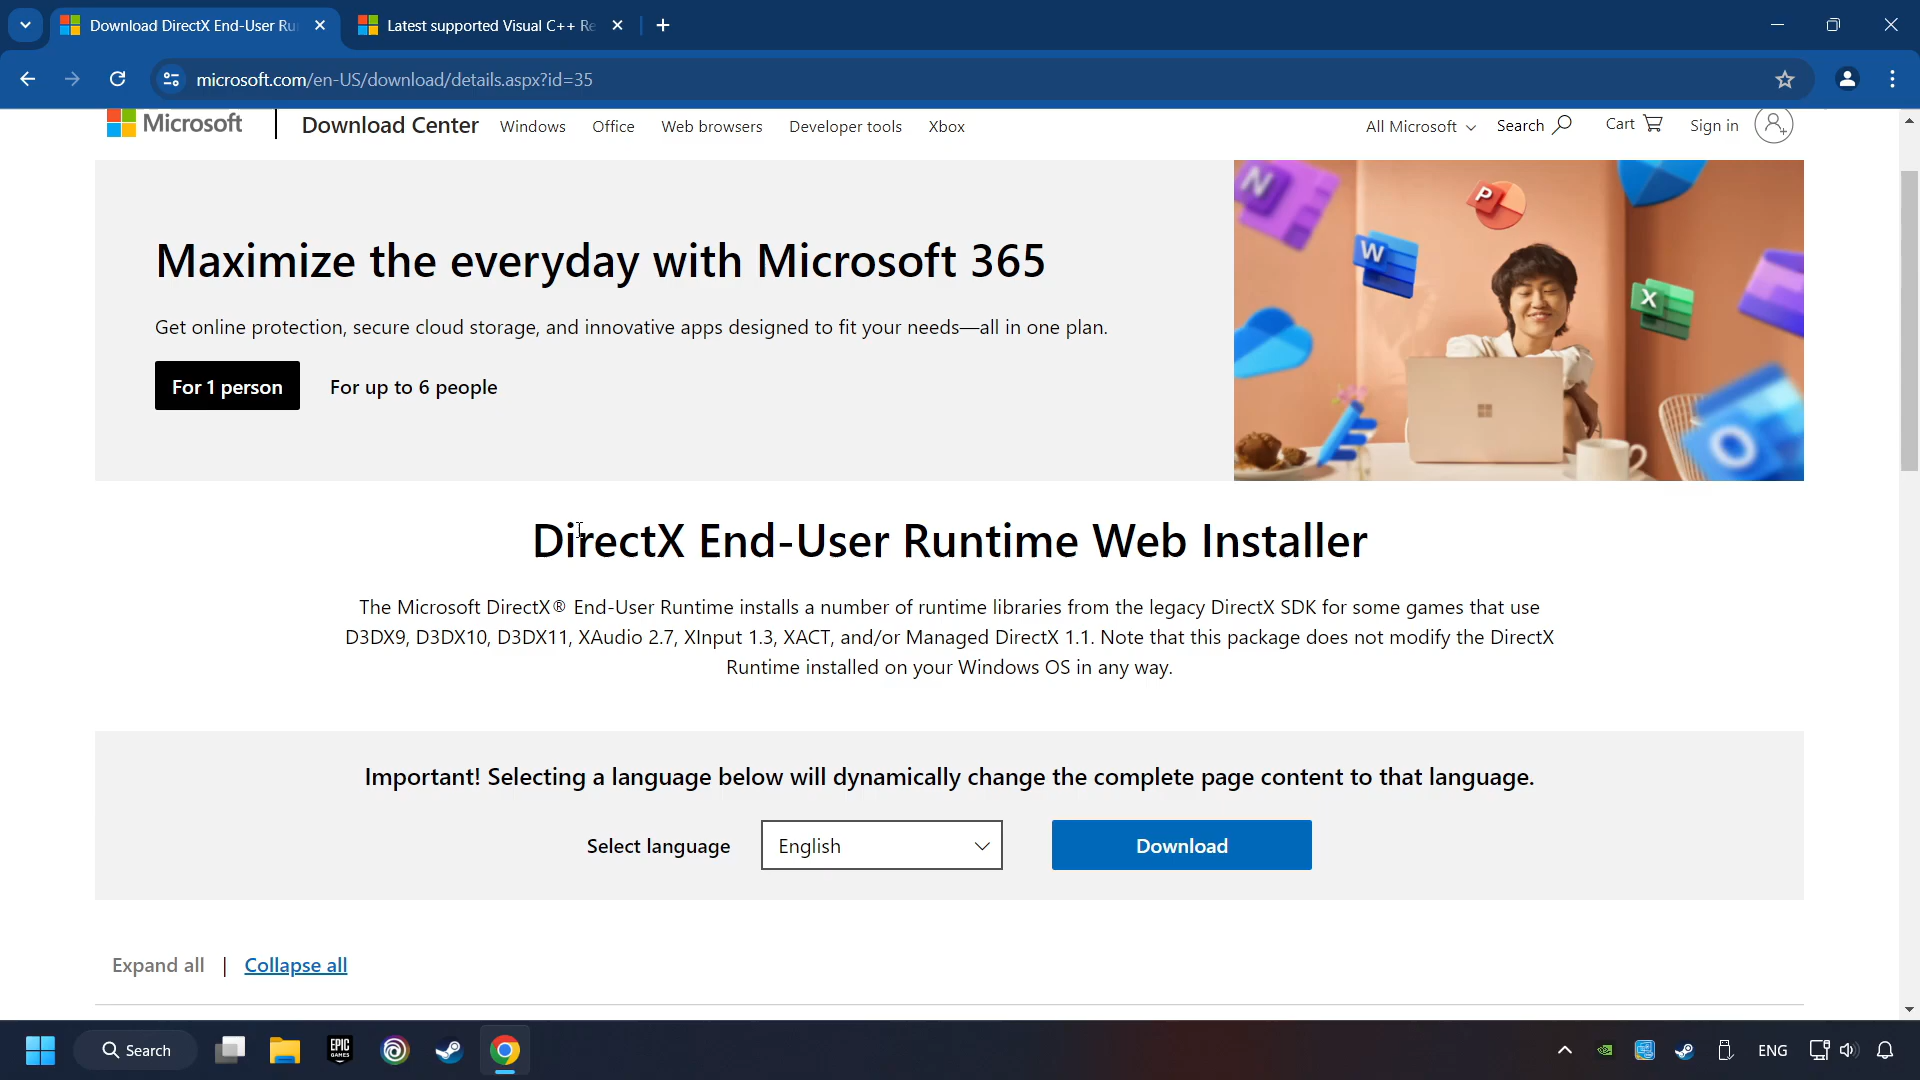 Download DirectX End-User Ru
Latest supported Visual C++ Re
microsoft.com/en-US/download/details.aspx?id=35
Microsoft
Download Center
Windows
Office
Web browsers
Developer tools
Xbox
All Microsoft
Search
Cart
Sign in
Maximize the everyday with Microsoft 365
Get online protection, secure cloud storage, and innovative apps designed to fit your needs—all in one plan.
For 1 person
For up to 6 people
N
P
W
X
O
DirectX End-User Runtime Web Installer
The Microsoft DirectX® End-User Runtime installs a number of runtime libraries from the legacy DirectX SDK for some games that use
D3DX9, D3DX10, D3DX11, XAudio 2.7, XInput 1.3, XACT, and/or Managed DirectX 1.1. Note that this package does not modify the DirectX
Runtime installed on your Windows OS in any way.
Important! Selecting a language below will dynamically change the complete page content to that language.
Select language
English
Download
Expand all | Collapse all
Search
EPIC
GAMES
ENG